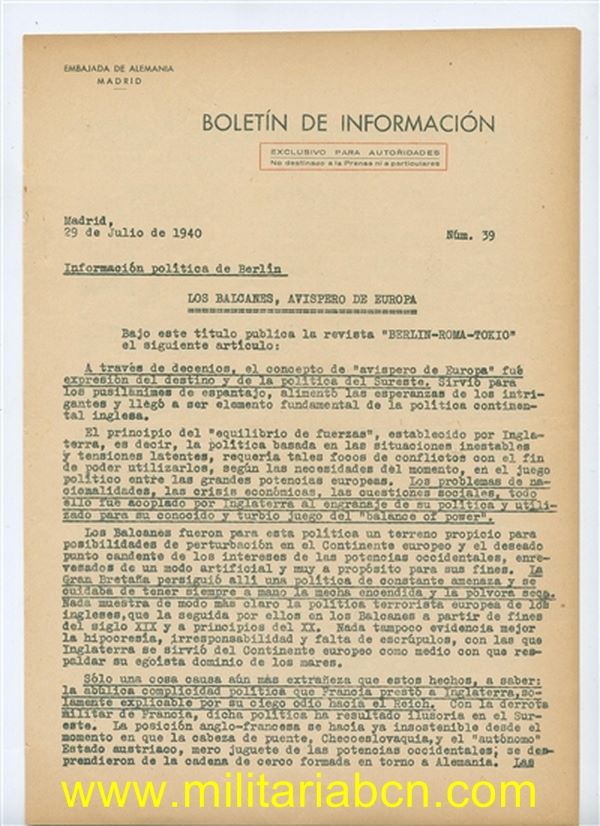 EMBAJADA DE ALEMANIA
MADRID
BOLETÍN DE INFORMACIÓN
EXCLUSIVO PARA AUTORIDADES
No destinado a la Prensa ni a particulares
Madrid,
29 de Julio de 1940
Núm. 39
Información política de Berlin
LOS BALCANES, AVISPERO DE EUROPA
Bajo este titulo publica la revista "BERLIN-ROMA-TOKIO"
el siguiente articulo:
A través de decenios, el concepto de "avispero de Europa" fué
expresión del destino y de la política del Sureste. Sirvió para
los pusilánimes de espantajo, alimentó las esperanzas de los intri-
gantes y llegó a ser elemento fundamental de la politica continen-
tal inglesa.
El principio del "equilibrio de fuerzas", establecido por Ingla-
terra, es decir, la política basada en las situaciones inestables
y tensiones latentes, requería tales focos de conflictos con el fin
de poder utilizarlos, según las necesidades del momento, en el juego
político entre las grandes potencias europeas. Los problemas de na-
cionalidades, las crisis económicas, las cuestiones sociales, todo
ello fué acoplado por Inglaterra al engranaje de su política y utili-
zado para su conocido y turbio juego del "balance of power".
Los Balcanes fueron para esta política un terreno propicio para
posibilidades de perturbación en el Continente europeo y el deseado
punto candente de los intereses de las potencias occidentales, enre-
vesados de un modo artificial y muy a propósito para sus fines. La
Gran Bretaña persiguió alli una política de constante amenaza y se
cuidaba de tener siempre a mano la mecha encendida y la pólvora seca.
Nada muestra de modo más claro la política terrorista europea de los
ingleses, que la seguida por ellos en los Balcanes a partir de fines
del siglo XIX y a principios del XX. Nada tampoco evidencia mejor
la hipocresía, irresponsabilidad y falta de escrúpulos, con las que
Inglaterra se sirvió del Continente europeo como medio con que res-
paldar su egoista dominio de los mares.
Sólo una cosa causa aún más extrañeza que estos hechos, a saber:
la abúlica complicidad política que Francia prestó a Inglaterra, so-
lamente explicable por su ciego odio hacia el Reich. Con la derrota
militar de Francia, dicha política ha resultado ilusoria en el Sur-
este. La posición anglo-francesa se hacia ya insostenible desde el
momento en que la cabeza de puente, Checoeslovaquia, y el "autónomo"
Estado austriaco, mero juguete de las potencias occidentales, se des-
prendieron de la cadena de cerco formada en torno a Alemania. Las
www.militariabcn.com